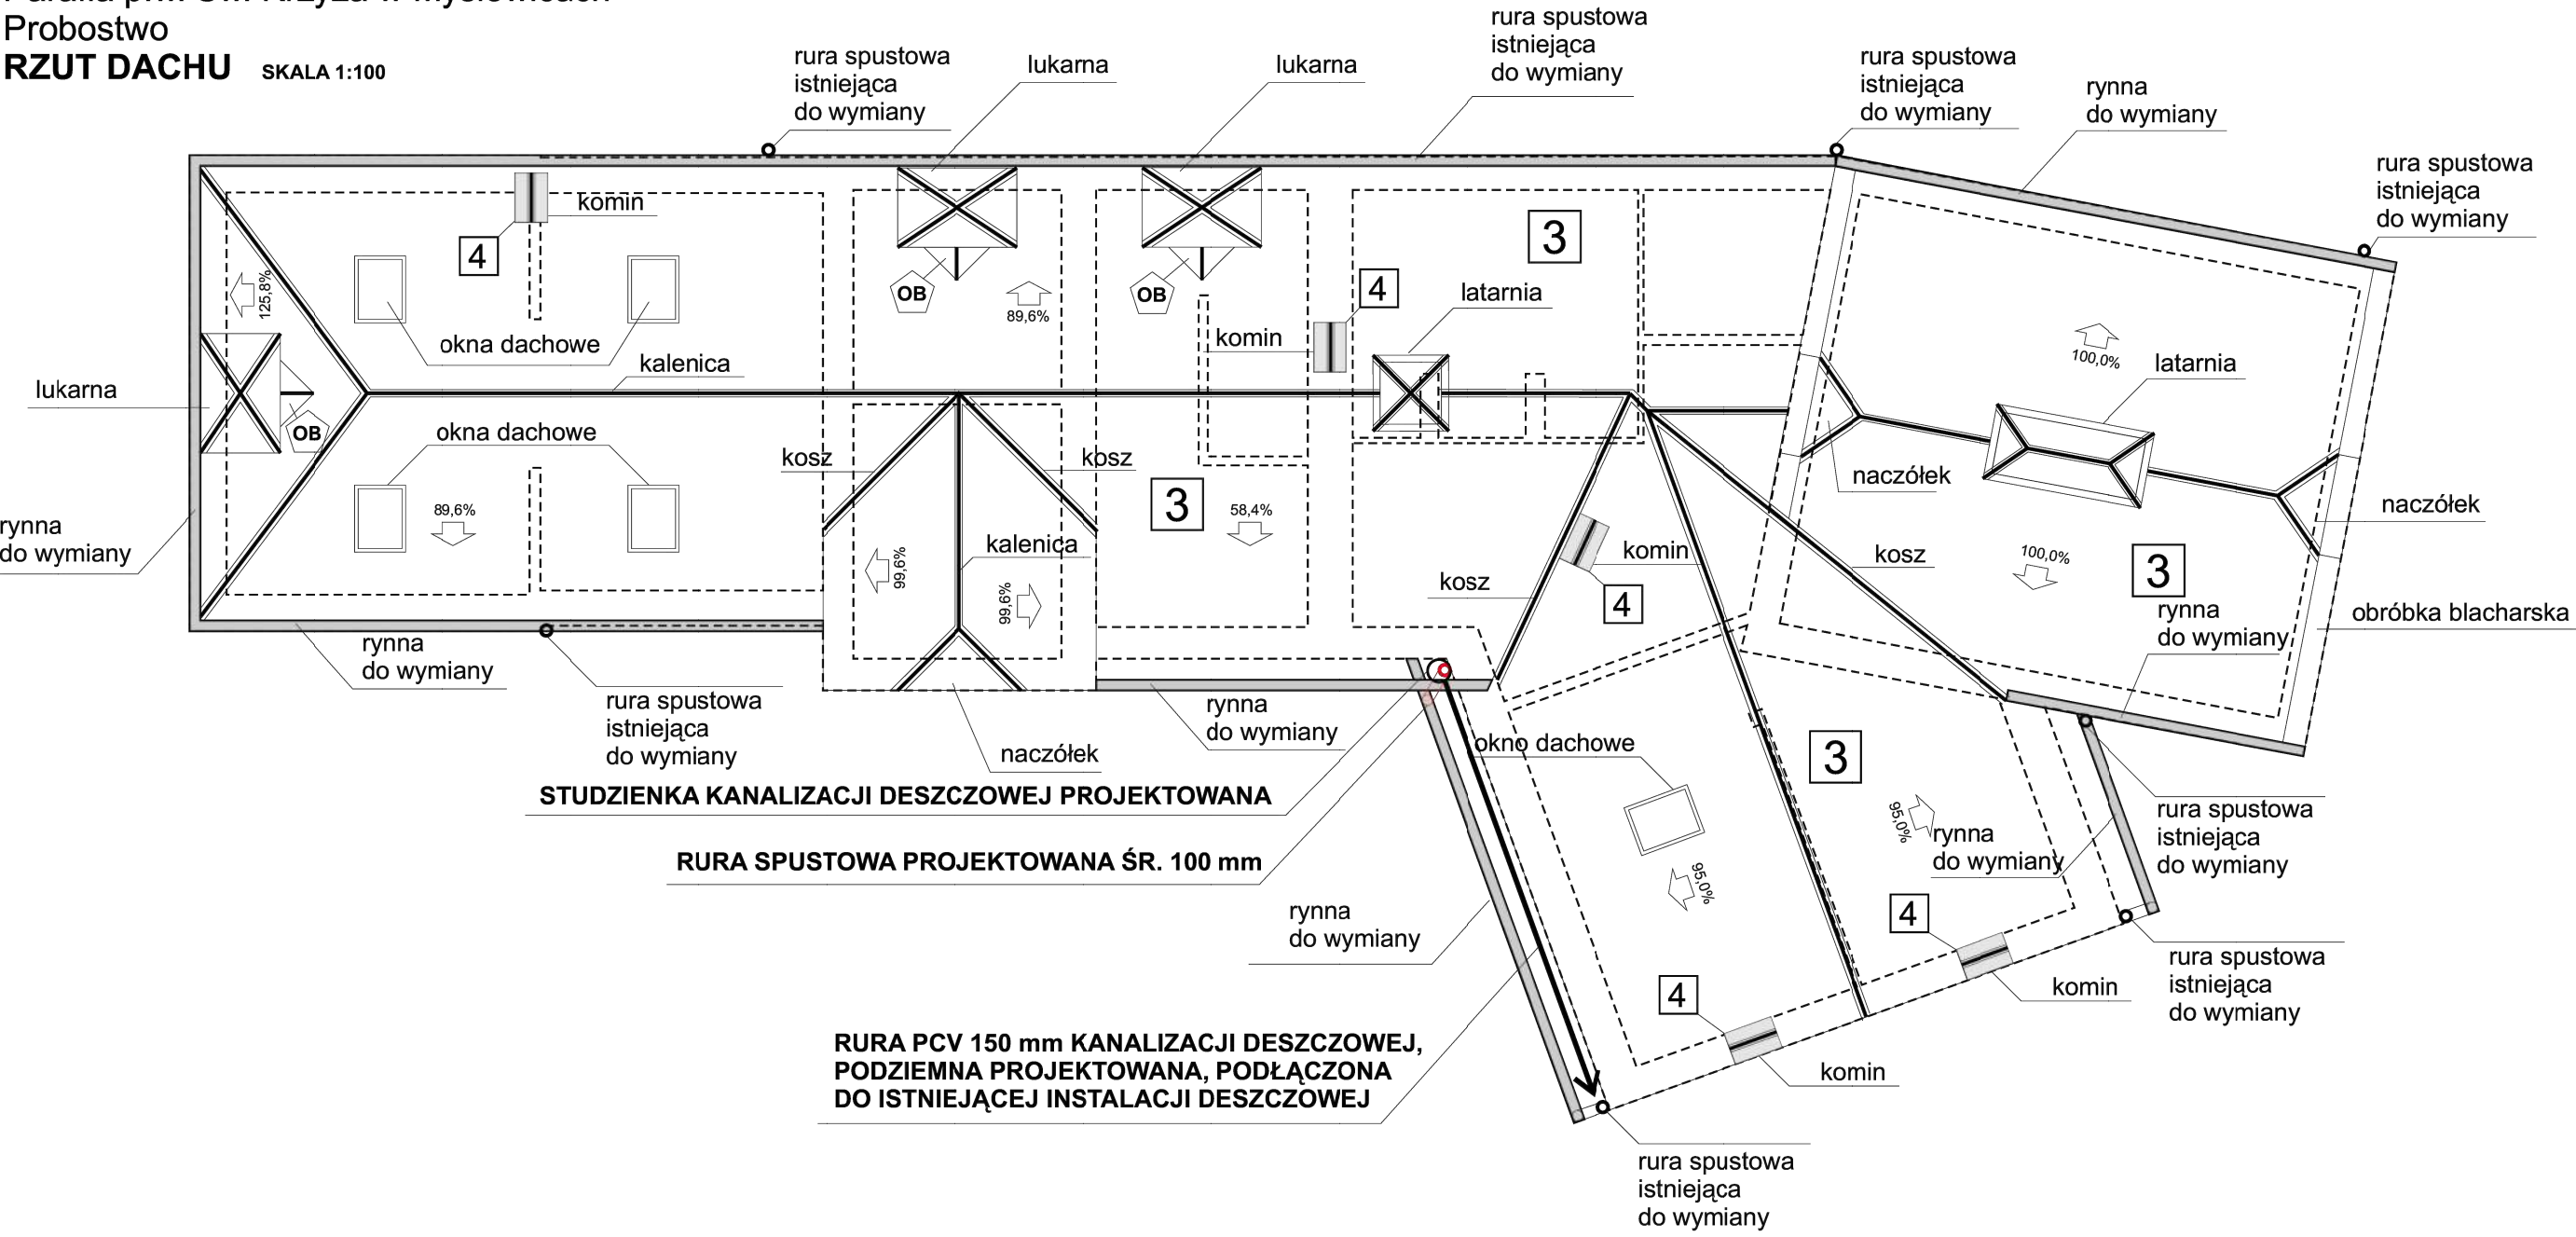 Probostwo
RZUT DACHU SKALA 1:100
rura spustowa
istniejąca
do wymiany
lukarna
lukarna
rura spustowa
istniejąca
do wymiany
rura spustowa
istniejąca
do wymiany
rynna
do wymiany
rura spustowa
istniejąca
do wymiany
komin
4
3
125,8%
OB
OB
89,6%
4
latarnia
okna dachowe
komin
kalenica
100,0%
latarnia
lukarna
OB
okna dachowe
kosz
kosz
naczółek
naczółek
rynna
do wymiany
89,6%
3
58,4%
kalenica
99,6%
99,6%
komin
kosz
4
kosz
100,0%
3
rynna
do wymiany
obróbka blacharska
rynna
do wymiany
rura spustowa
istniejąca
do wymiany
naczółek
rynna
do wymiany
okno dachowe
3
STUDZIENKA KANALIZACJI DESZCZOWEJ PROJEKTOWANA
RURA SPUSTOWA PROJEKTOWANA ŚR. 100 mm
95,0%
rynna
do wymiany
rura spustowa
istniejąca
do wymiany
95,0%
rynna
do wymiany
4
4
komin
rura spustowa
istniejąca
do wymiany
RURA PCV 150 mm KANALIZACJI DESZCZOWEJ,
PODZIEMNA PROJEKTOWANA, PODŁĄCZONA
DO ISTNIEJĄCEJ INSTALACJI DESZCZOWEJ
komin
rura spustowa
istniejąca
do wymiany